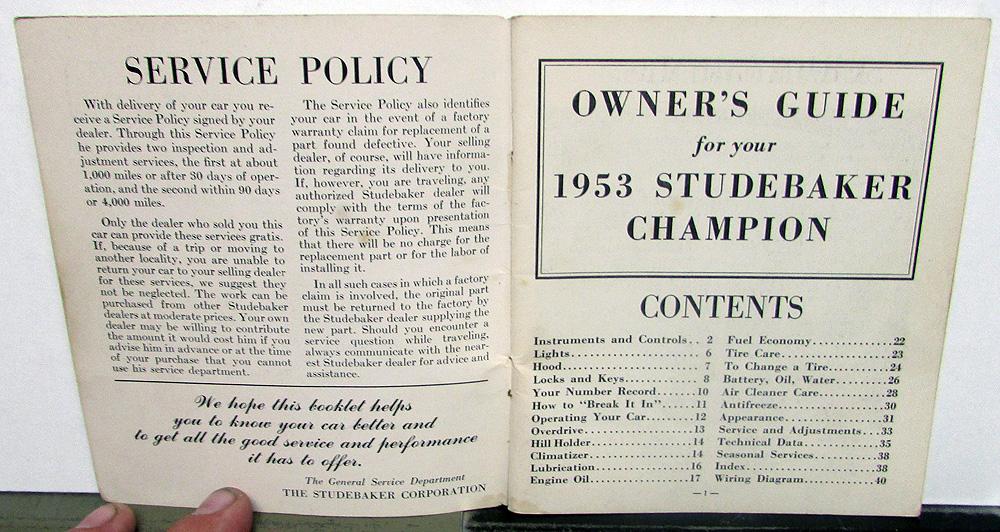 SERVICE POLICY
With delivery of your car you re-
ceive a Service Policy signed by your
dealer. Through this Service Policy
he provides two inspection and ad-
justment services, the first at about
1,000 miles or after 30 days of oper-
ation, and the second within 90 days
or 4,000 miles.
Only the dealer who sold you this
car can provide these services gratis.
If, because of a trip or moving to
another locality, you are unable to
return your car to your selling dealer
for these services, we suggest they
not be neglected. The work can be
purchased from other Studebaker
dealers at moderate prices. Your own
dealer may be willing to contribute
the amount it would cost him if you
advise him in advance or at the time
of your purchase that you cannot
use his service department.
The Service Policy also identifies
your car in the event of a factory
warranty claim for replacement of a
part found defective. Your selling
dealer, of course, will have informa-
tion regarding its delivery to you.
If, however, you are traveling, any
authorized Studebaker dealer will
comply with the terms of the fac-
tory's warranty upon presentation
of this Service Policy. This means
that there will be no charge for the
replacement part or for the labor of
installing it.
In all such cases in which a factory
claim is involved, the original part
must be returned to the factory by
the Studebaker dealer supplying the
new part. Should you encounter a
service question while traveling,
always communicate with the near-
est Studebaker dealer for advice and
assistance.
We hope this booklet helps
you to know your car better and
to get all the good service and performance
it has to offer.
The General Service Department
THE STUDEBAKER CORPORATION
OWNER'S GUIDE
for your
1953 STUDEBAKER
CHAMPION
CONTENTS
Instruments and Controls.. 2
Lights.................... 6
Hood..................... 7
Locks and Keys............ 8
Your Number Record........10
How to "Break It In".......11
Operating Your Car.........12
Overdrive.................13
Hill Holder................14
Climatizer.................14
Lubrication................16
Engine Oil.................17
Fuel Economy..............22
Tire Care..................23
To Change a Tire...........24
Battery, Oil, Water.........26
Air Cleaner Care............28
Antifreeze.................30
Appearance................31
Service and Adjustments...33
Technical Data.............35
Seasonal Services...........38
Index.....................38
Wiring Diagram............40
—1—